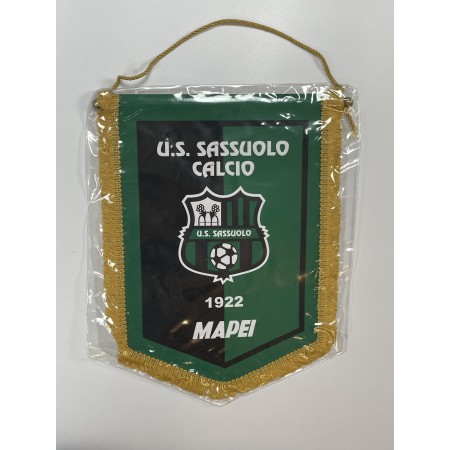 U.S. SASSUOLO
CALCIO
U.S. SASSUOLO
1922
MAPEI